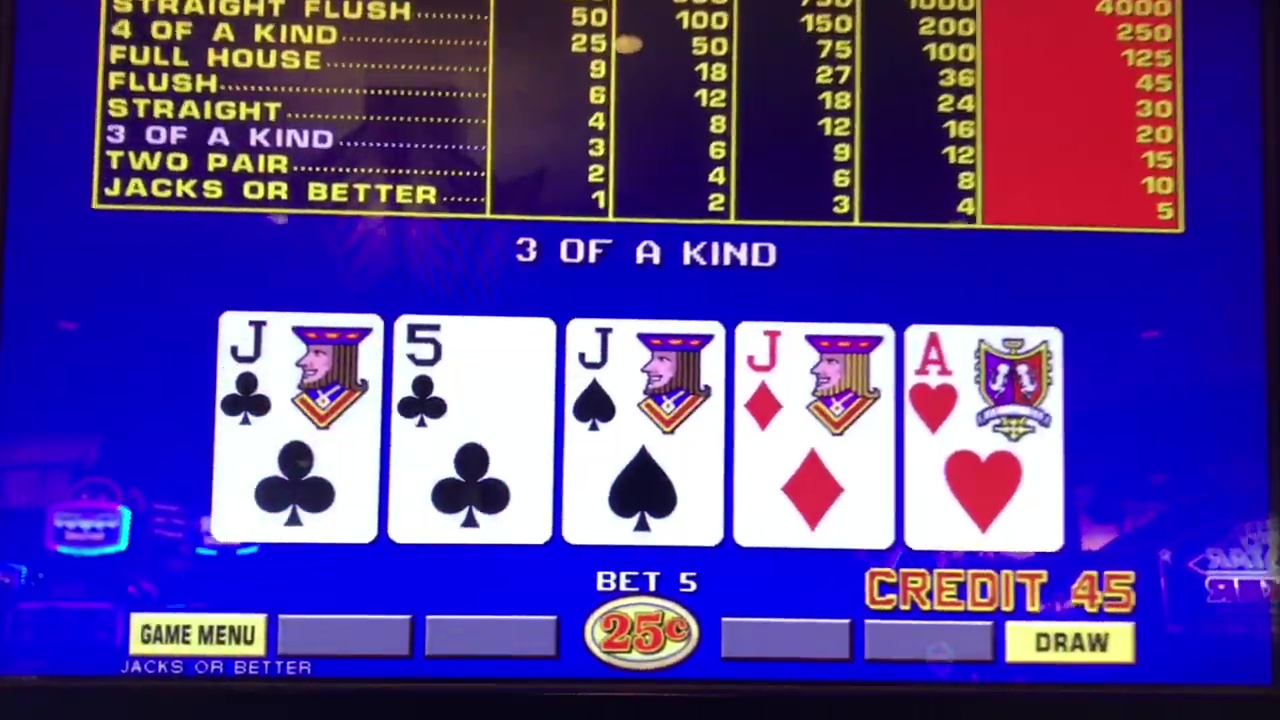 STRAIGHT FLUSH 50 100 150 200 250
4 OF A KIND 25 50 75 100 125
FULL HOUSE 9 18 27 36 45
FLUSH 6 12 18 24 30
STRAIGHT 4 8 12 16 20
3 OF A KIND 3 6 9 12 15
TWO PAIR 2 4 6 8 10
JACKS OR BETTER 1 2 3 4 5
4000
3 OF A KIND
J 5 J J A
BET 5
CREDIT 45
GAME MENU
25¢
DRAW
JACKS OR BETTER